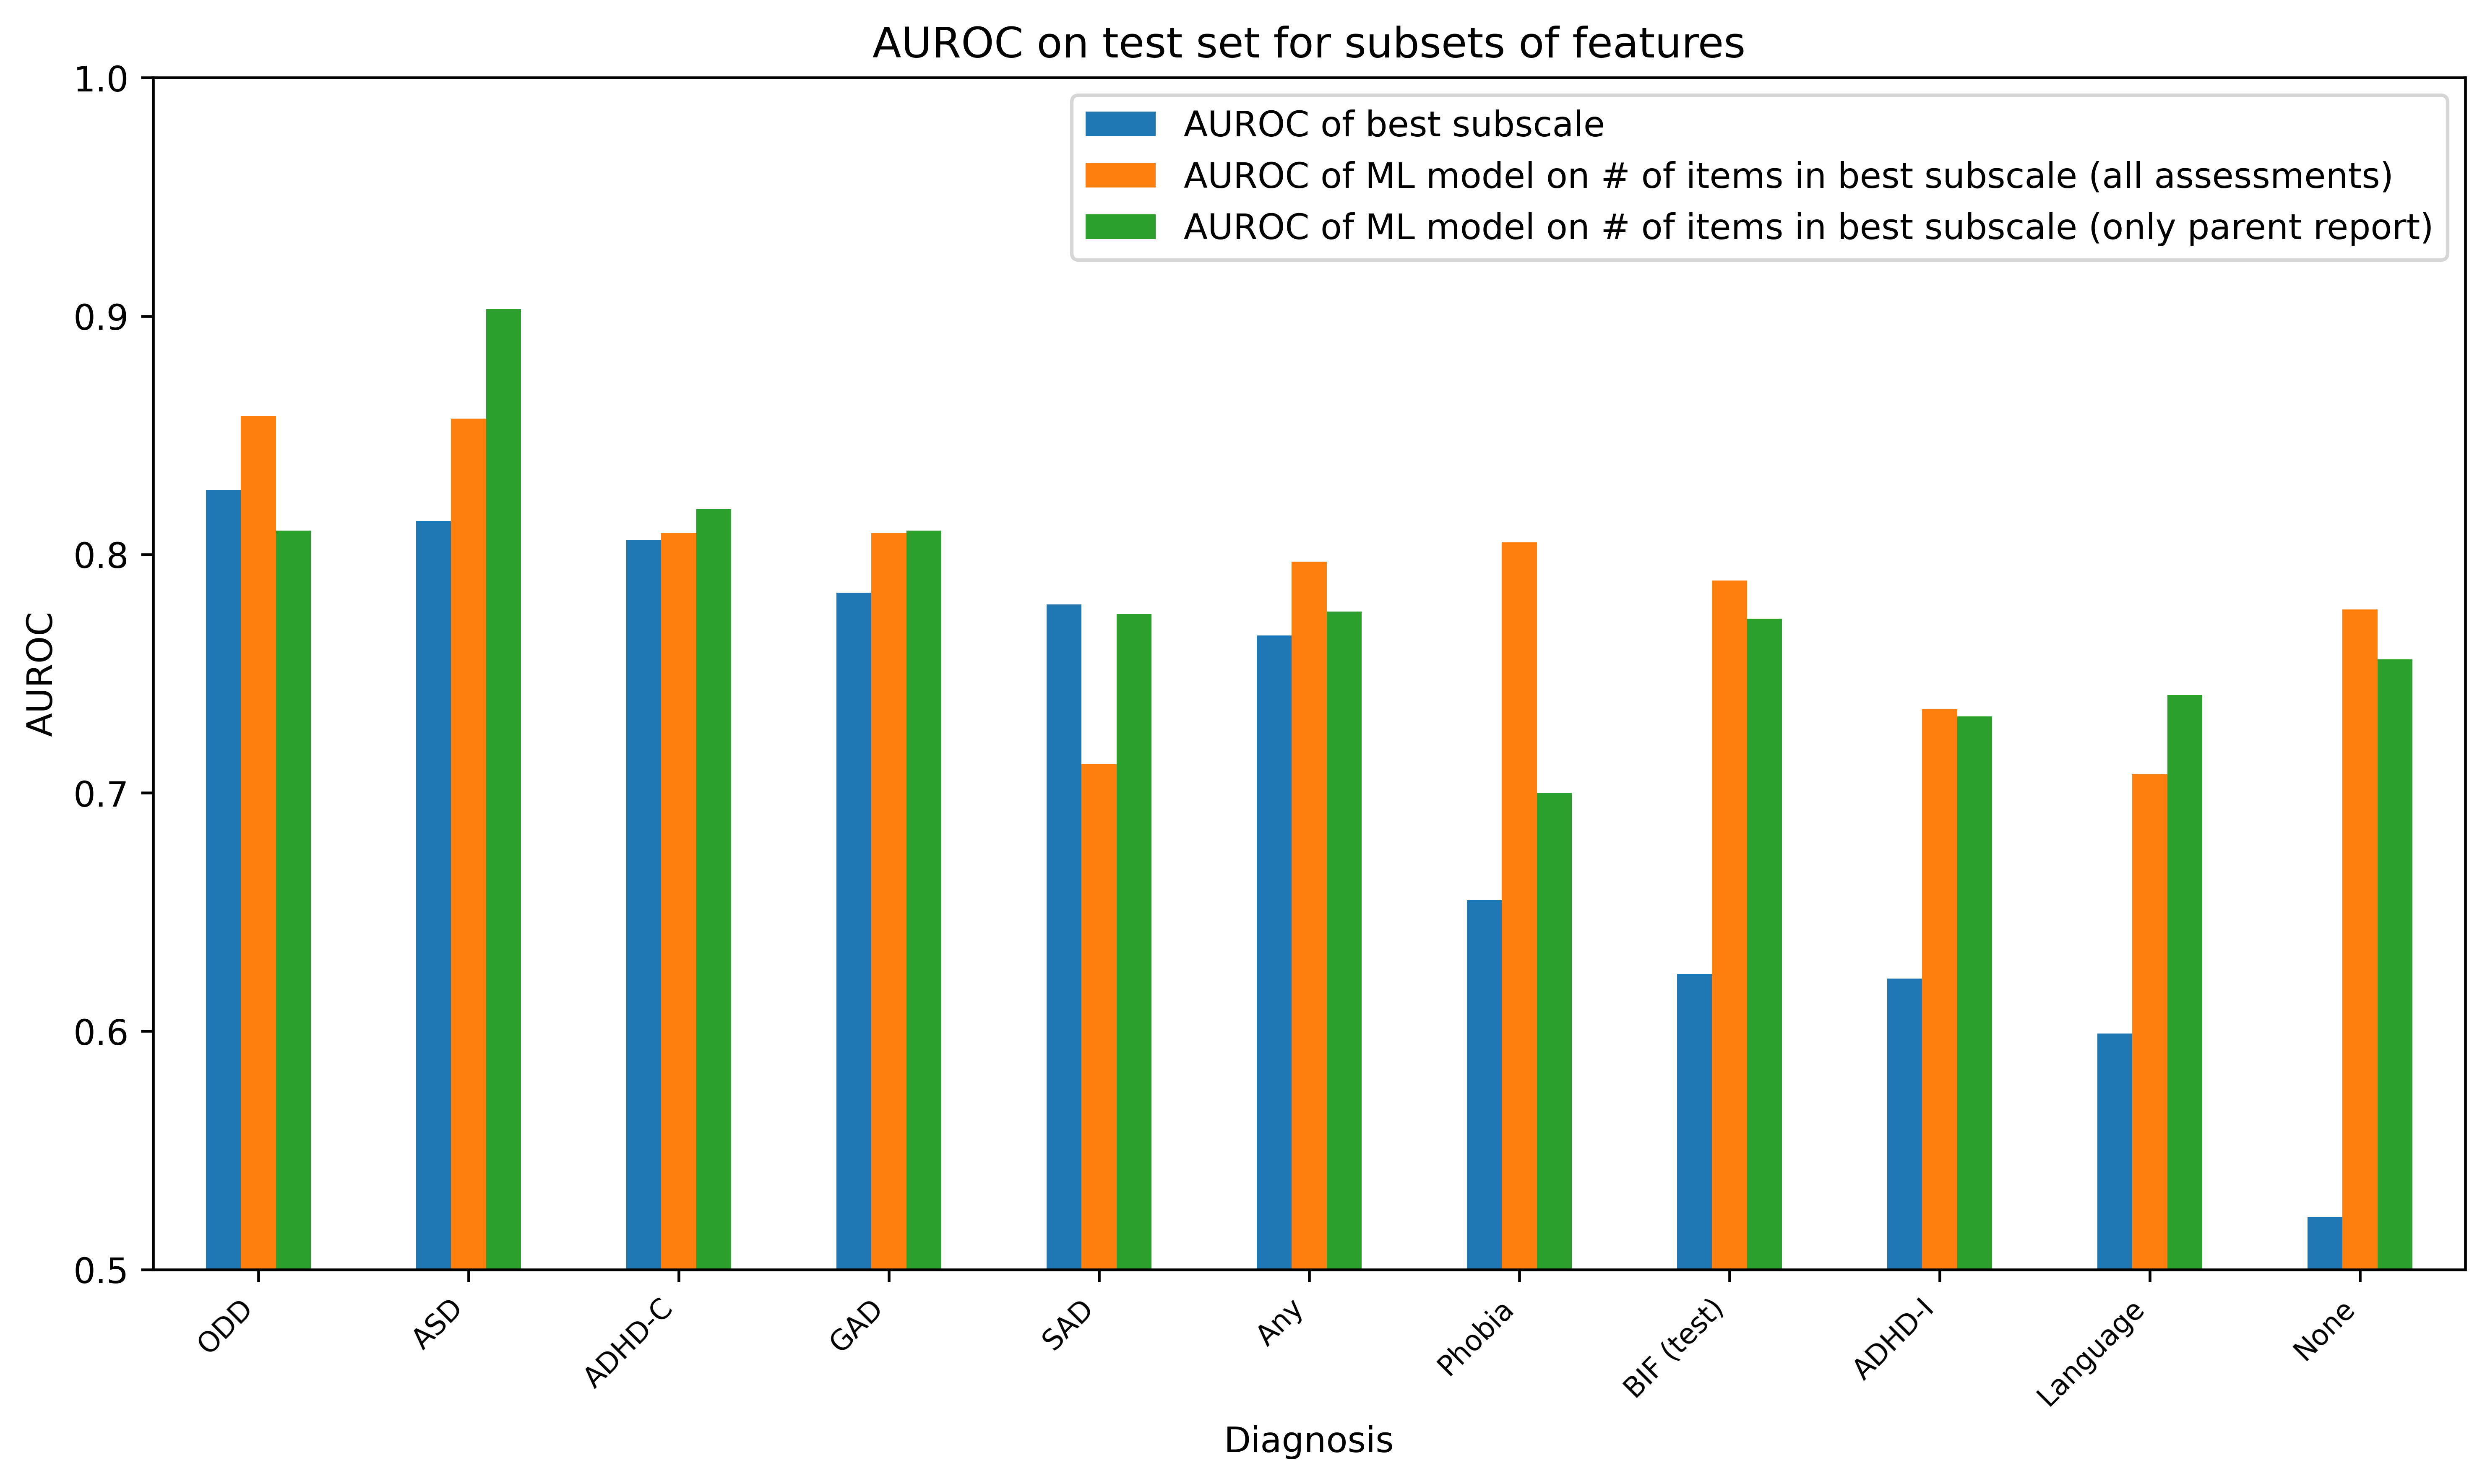 AUROC on test set for subsets of features
AUROC of best subscale
AUROC of ML model on # of items in best subscale (all assessments)
AUROC of ML model on # of items in best subscale (only parent report)
AUROC
1.0
0.9
0.8
0.7
0.6
0.5
ODD
ASD
ADHD-C
GAD
SAD
Any
Phobia
BIF (test)
ADHD-I
Language
None
Diagnosis